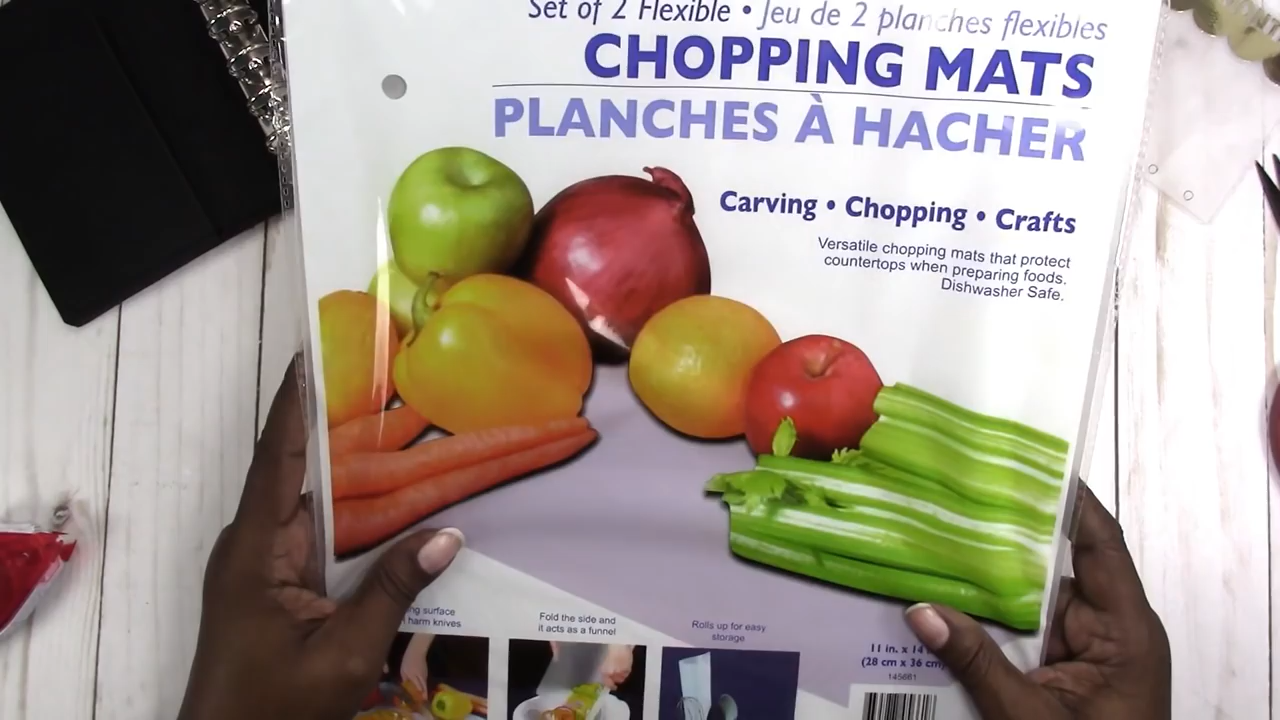 Set of 2 Flexible • Jeu de 2 planches flexibles
CHOPPING MATS
PLANCHES À HACHER
Carving • Chopping • Crafts
Versatile chopping mats that protect
countertops when preparing foods.
Dishwasher Safe.
surface
harm knives
Fold the side and
it acts as a funnel
Rolls up for easy
storage
11 in. x 14
(28 cm x 36 cm)
145661